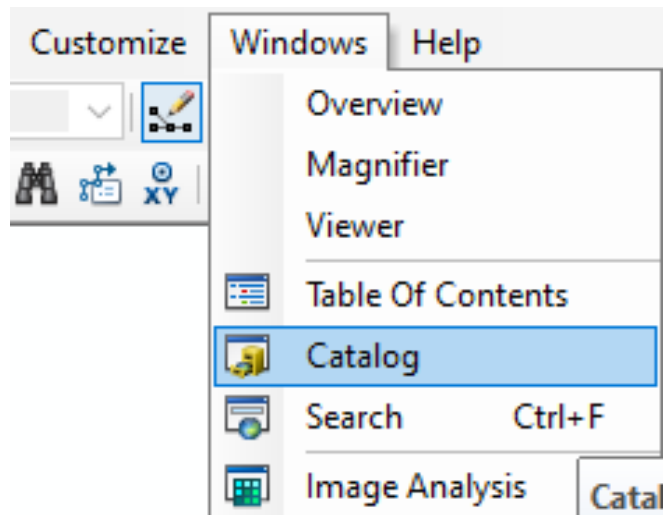 Customize Windows Help
Overview
Magnifier
Viewer
XY
Table Of Contents
Catalog
Search Ctrl+F
Image Analysis